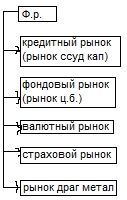 Ф.р.
кредитный рынок
(рынок ссуд кап)
фондовый рынок
(рынок ц.б.)
валютный рынок
страховой рынок
рынок драг метал